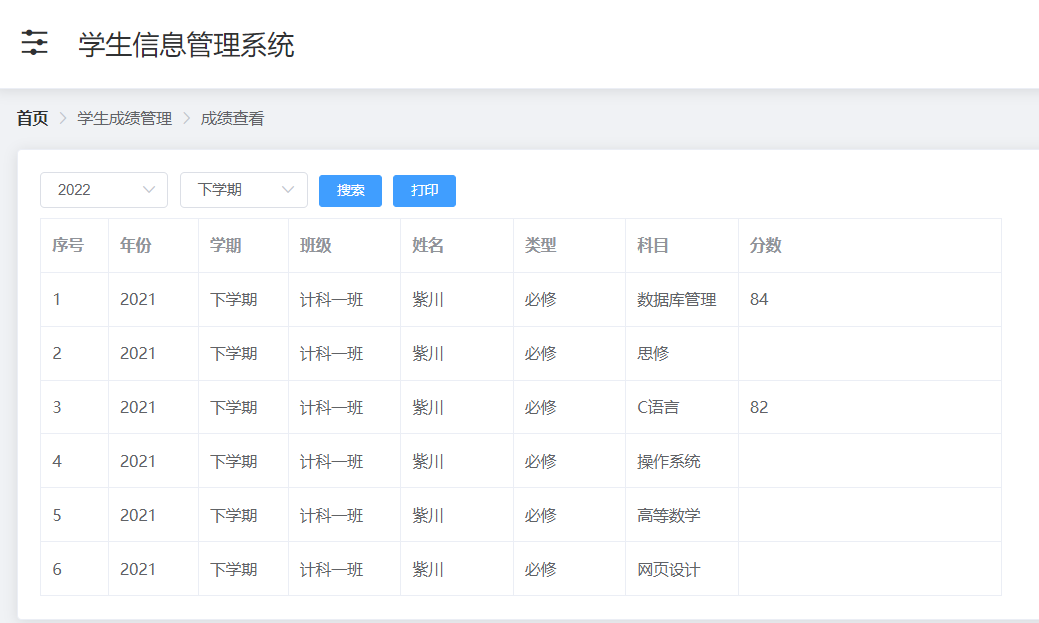 学生信息管理系统
首页 > 学生成绩管理 > 成绩查看
2022 下学期 搜索 打印
序号 年份 学期 班级 姓名 类型 科目 分数
1 2021 下学期 计科一班 紫川 必修 数据库管理 84
2 2021 下学期 计科一班 紫川 必修 思修
3 2021 下学期 计科一班 紫川 必修 C语言 82
4 2021 下学期 计科一班 紫川 必修 操作系统
5 2021 下学期 计科一班 紫川 必修 高等数学
6 2021 下学期 计科一班 紫川 必修 网页设计